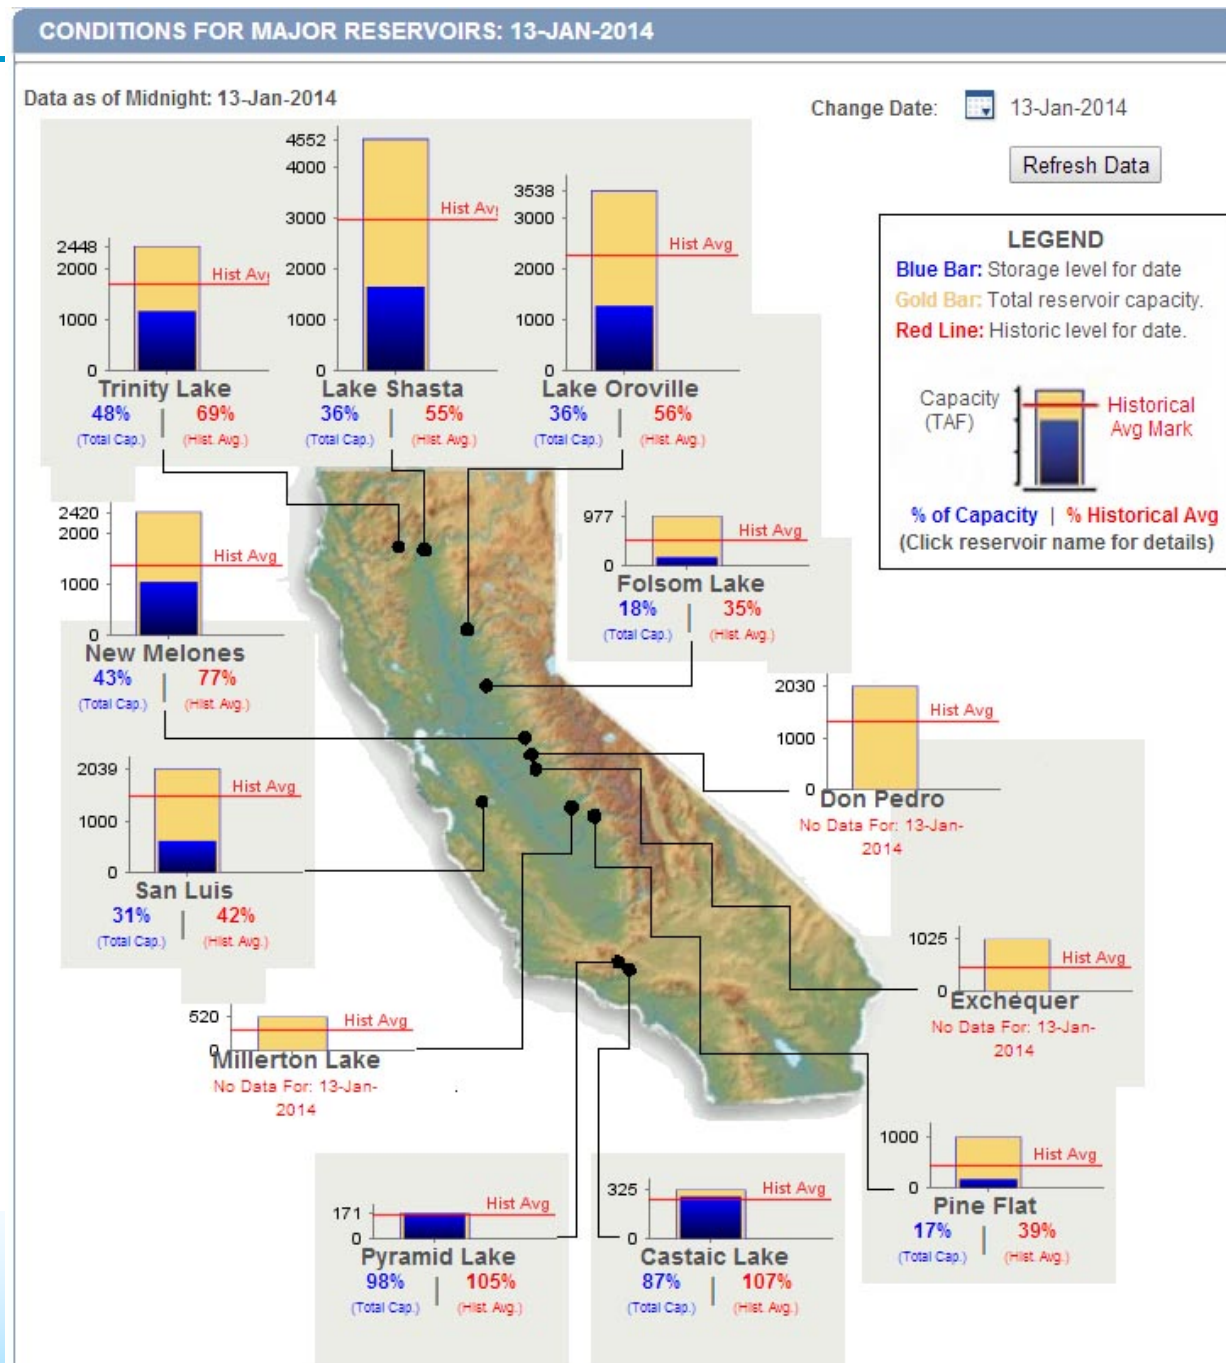 CONDITIONS FOR MAJOR RESERVOIRS: 13-JAN-2014
Data as of Midnight: 13-Jan-2014
Change Date: 13-Jan-2014
Refresh Data
LEGEND
Blue Bar: Storage level for date
Gold Bar: Total reservoir capacity.
Red Line: Historic level for date.
Capacity
(TAF)
Historical
Avg Mark
% of Capacity | % Historical Avg
(Click reservoir name for details)
2448
2000
1000
0
Hist Avg
Trinity Lake
48% | 69%
(Total Cap.) (Hist. Avg.)
4552
4000
3000
2000
1000
0
Hist Avg
Lake Shasta
36% | 55%
(Total Cap.) (Hist. Avg.)
3538
3000
2000
1000
0
Hist Avg
Lake Oroville
36% | 56%
(Total Cap.) (Hist. Avg.)
2420
2000
1000
0
Hist Avg
New Melones
43% | 77%
(Total Cap.) (Hist. Avg.)
977
0
Hist Avg
Folsom Lake
18% | 35%
(Total Cap.) (Hist. Avg.)
2030
1000
0
Hist Avg
Don Pedro
No Data For: 13-Jan-
2014
2039
1000
0
Hist Avg
San Luis
31% | 42%
(Total Cap.) (Hist. Avg.)
1025
0
Hist Avg
Exchequer
No Data For: 13-Jan-
2014
520
0
Hist Avg
Millerton Lake
No Data For: 13-Jan-
2014
1000
0
Hist Avg
Pine Flat
17% | 39%
(Total Cap.) (Hist. Avg.)
171
0
Hist Avg
Pyramid Lake
98% | 105%
(Total Cap.) (Hist. Avg.)
325
0
Hist Avg
Castaic Lake
87% | 107%
(Total Cap.) (Hist. Avg.)